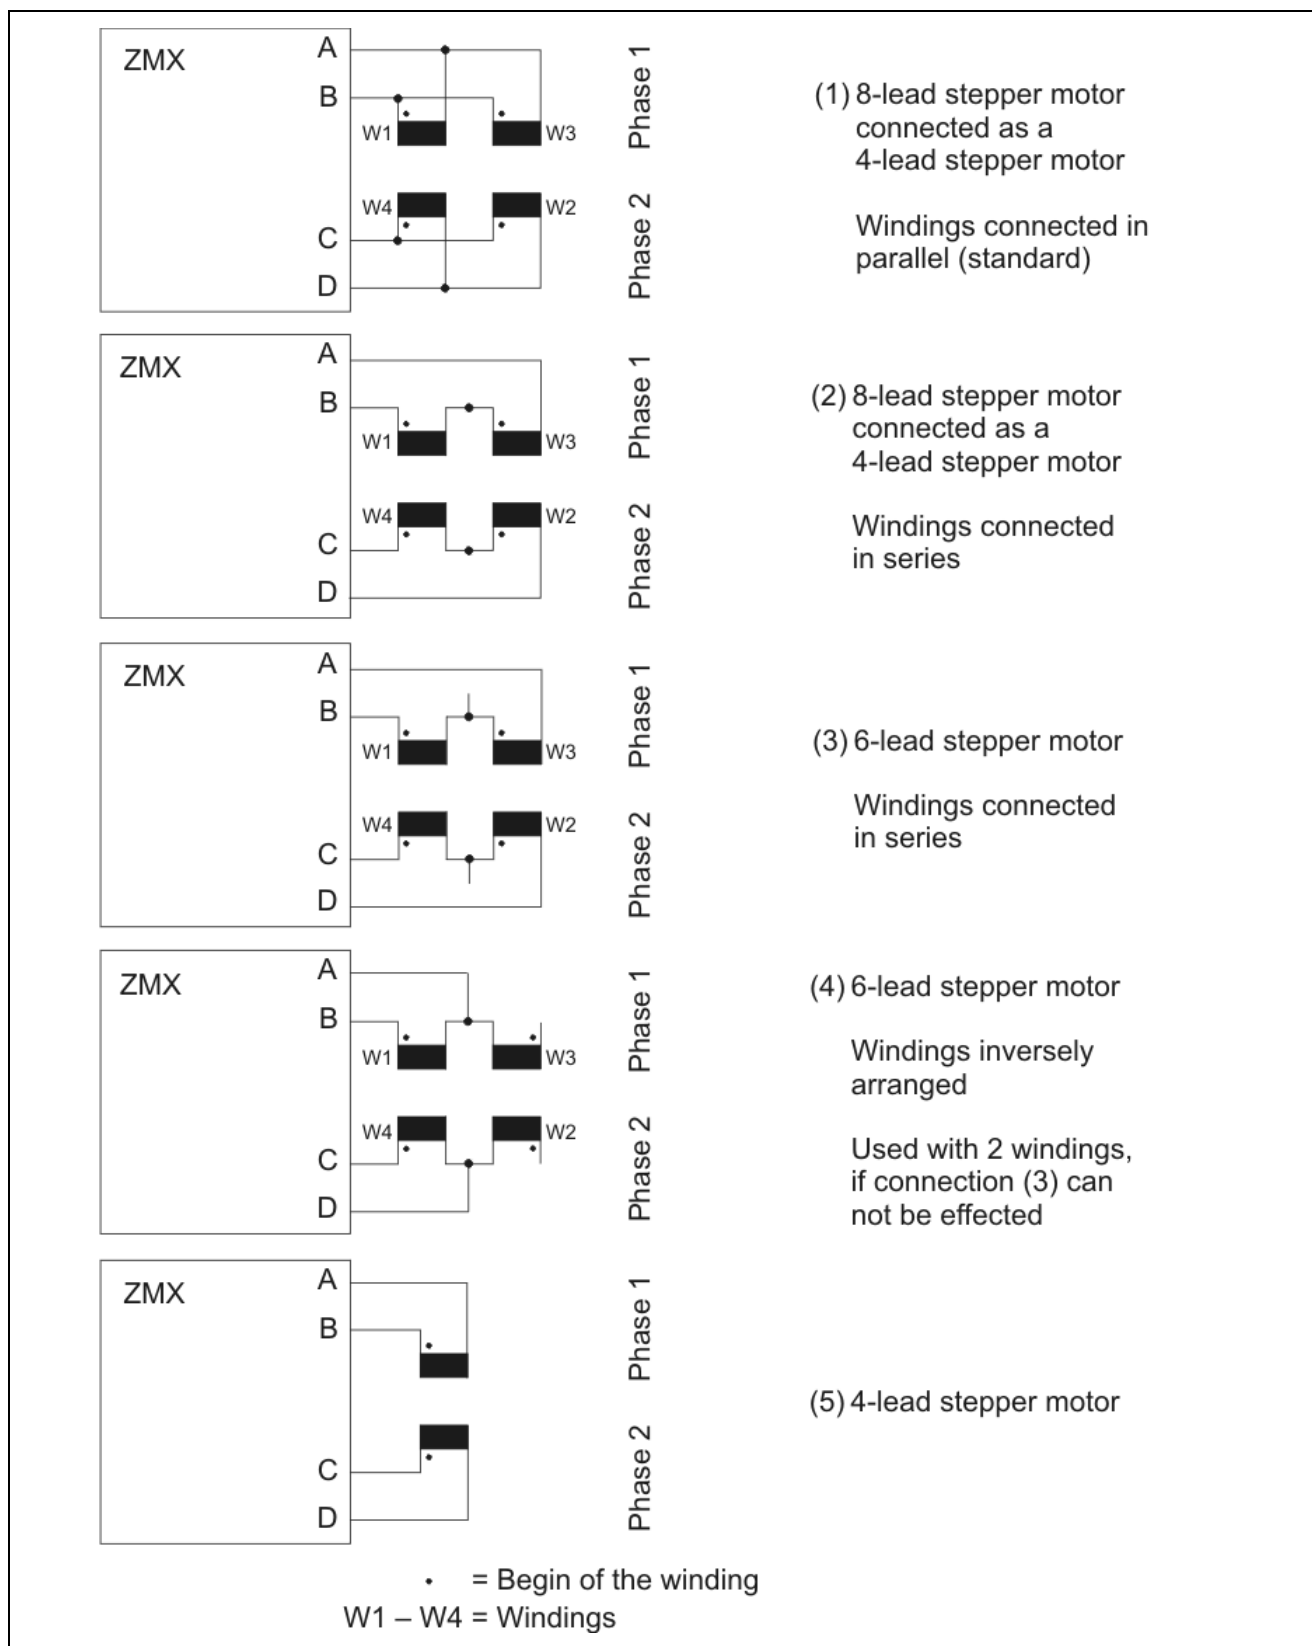 ZMX
A
B
C
D
W1
W3
W4
W2
Phase 1
Phase 2
(1) 8-lead stepper motor
connected as a
4-lead stepper motor
Windings connected in
parallel (standard)
ZMX
A
B
C
D
W1
W3
W4
W2
Phase 1
Phase 2
(2) 8-lead stepper motor
connected as a
4-lead stepper motor
Windings connected
in series
ZMX
A
B
C
D
W1
W3
W4
W2
Phase 1
Phase 2
(3) 6-lead stepper motor
Windings connected
in series
ZMX
A
B
C
D
W1
W3
W4
W2
Phase 1
Phase 2
(4) 6-lead stepper motor
Windings inversely
arranged
Used with 2 windings,
if connection (3) can
not be effected
ZMX
A
B
C
D
Phase 1
Phase 2
(5) 4-lead stepper motor
• = Begin of the winding
W1 – W4 = Windings